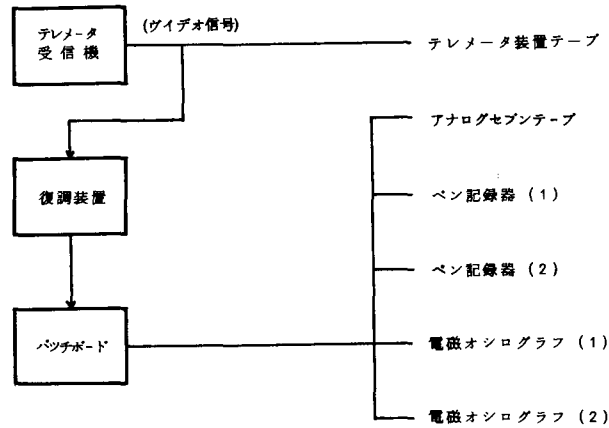 テレメータ
受信機
(ヴイデオ信号)
テレメータ装置テープ
アナログセブンテープ
復調装置
ペン記録器 (1)
ペン記録器 (2)
パッチボード
電磁オシログラフ (1)
電磁オシログラフ (2)